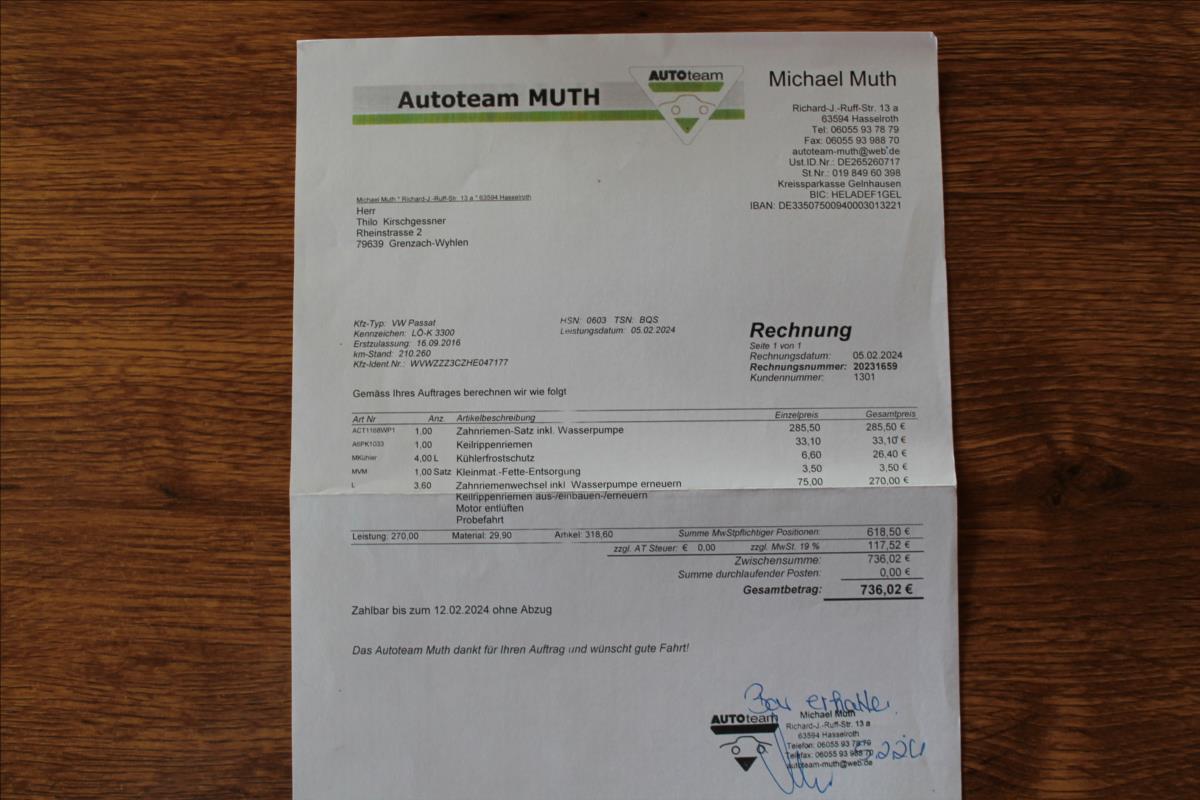 Autoteam MUTH
AUTOteam
Michael Muth
Richard-J.-Ruff-Str. 13 a
63594 Hasselroth
Tel: 06055 93 78 79
Fax: 06055 93 988 70
autoteam-muth@web.de
Ust.ID.Nr.: DE265260717
St.Nr.: 019 849 60 398
Kreissparkasse Gelnhausen
BIC: HELADEF1GEL
IBAN: DE33507500940003013221
Michael Muth * Richard-J.-Ruff-Str. 13 a * 63594 Hasselroth
Herr
Thilo Kirschgessner
Rheinstrasse 2
79639 Grenzach-Wyhlen
Kfz-Typ: VW Passat
Kennzeichen: LÖ-K 3300
Erstzulassung: 16.09.2016
km-Stand: 210.260
Kfz-Ident.Nr.: WVWZZZ3CZHE047177
HSN: 0603 TSN: BQS
Leistungsdatum: 05.02.2024
Rechnung
Seite 1 von 1
Rechnungsdatum: 05.02.2024
Rechnungsnummer: 20231659
Kundennummer: 1301
Gemäss Ihres Auftrages berechnen wir wie folgt
Art Nr Anz. Artikelbeschreibung Einzelpreis Gesamtpreis
ACT1168WP1 1,00 Zahnriemen-Satz inkl. Wasserpumpe 285,50 285,50 €
A6PK1033 1,00 Keilrippenriemen 33,10 33,10 €
MKühler 4,00 L Kühlerfrostschutz 6,60 26,40 €
MVM 1,00 Satz Kleinmat.-Fette-Entsorgung 3,50 3,50 €
L 3,60 Zahnriemenwechsel inkl. Wasserpumpe erneuern 75,00 270,00 €
Keilrippenriemen aus-/einbauen-/erneuern
Motor entlüften
Probefahrt
Leistung: 270,00 Material: 29,90 Artikel: 318,60 Summe MwStpflichtiger Positionen: 618,50 €
zzgl. AT Steuer: € 0,00 zzgl. MwSt. 19 % 117,52 €
Zwischensumme: 736,02 €
Summe durchlaufender Posten: 0,00 €
Gesamtbetrag: 736,02 €
Zahlbar bis zum 12.02.2024 ohne Abzug
Das Autoteam Muth dankt für Ihren Auftrag und wünscht gute Fahrt!
Bar erhalten
AUTOteam
Michael Muth
Richard-J.-Ruff-Str. 13 a
63594 Hasselroth
Telefon: 06055 93 78 79
Telefax: 06055 93 988 70
autoteam-muth@web.de